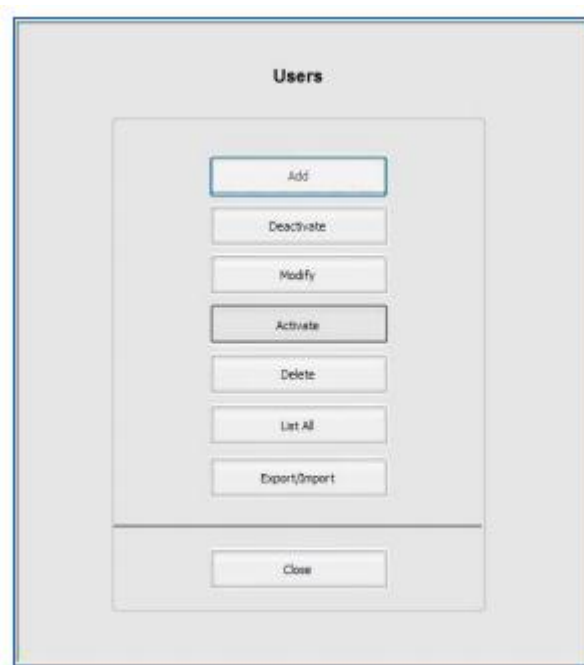 Users
Add
Deactivate
Modify
Activate
Delete
List All
Export/Import
Close